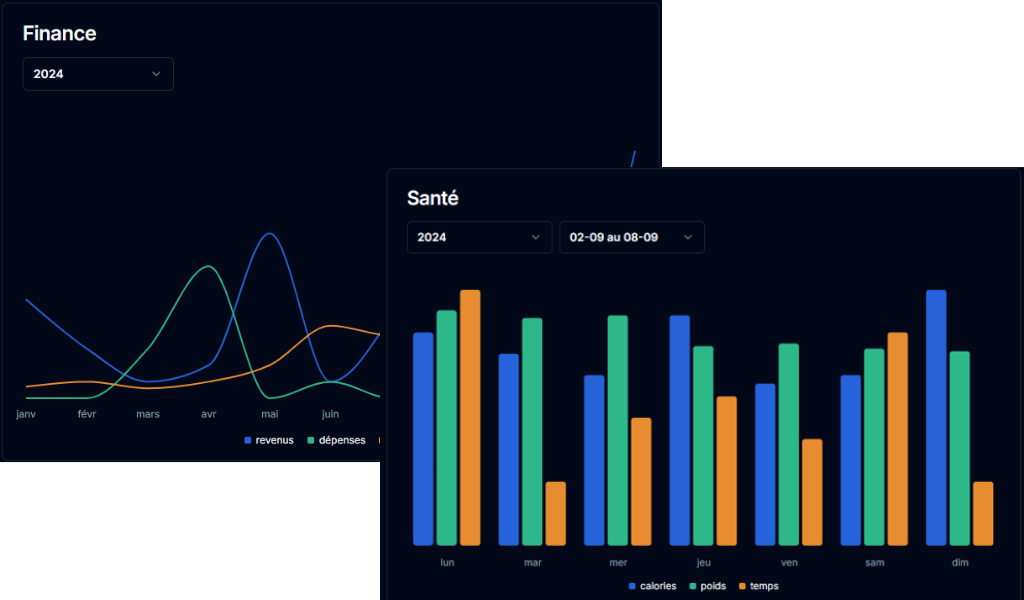 Finance
2024
janv févr mars avr mai juin
revenus dépenses
Santé
2024 02-09 au 08-09
lun mar mer jeu ven sam dim
calories poids temps